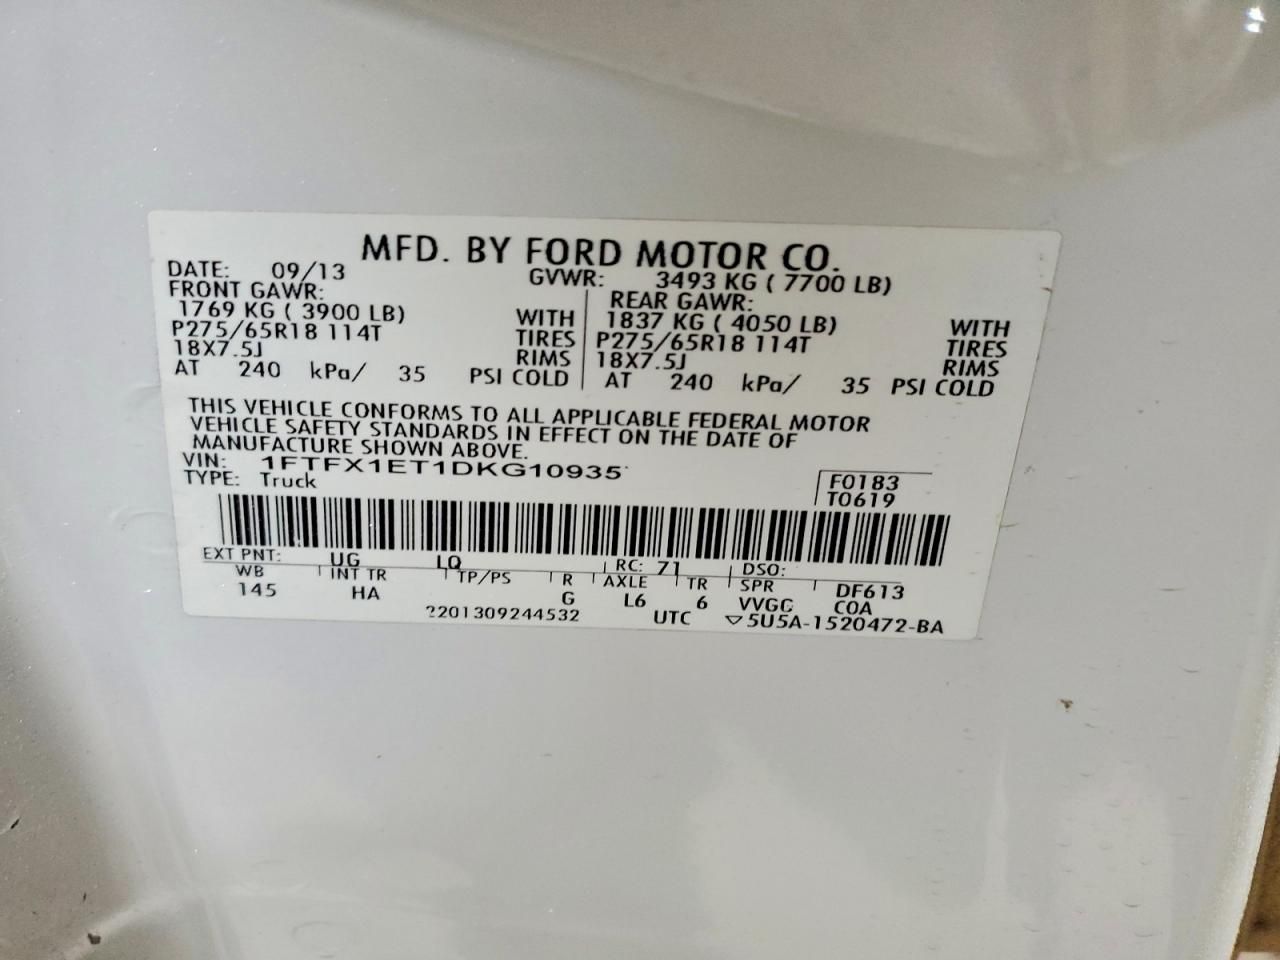 MFD. BY FORD MOTOR CO.
DATE: 09/13 GVWR: 3493 KG ( 7700 LB)
FRONT GAWR: REAR GAWR:
1769 KG ( 3900 LB) WITH 1837 KG ( 4050 LB) WITH
P275/65R18 114T TIRES P275/65R18 114T TIRES
18X7.5J RIMS 18X7.5J RIMS
AT 240 kPa/ 35 PSI COLD AT 240 kPa/ 35 PSI COLD
THIS VEHICLE CONFORMS TO ALL APPLICABLE FEDERAL MOTOR
VEHICLE SAFETY STANDARDS IN EFFECT ON THE DATE OF
MANUFACTURE SHOWN ABOVE.
VIN: 1FTFX1ET1DKG10935
TYPE: Truck F0183
T0619
EXT PNT: UG LQ RC: 71 DSO:
WB INT TR TP/PS R AXLE TR SPR DF613
145 HA G L6 6 VVGC COA
2201309244532 UTC ▽5U5A-1520472-BA